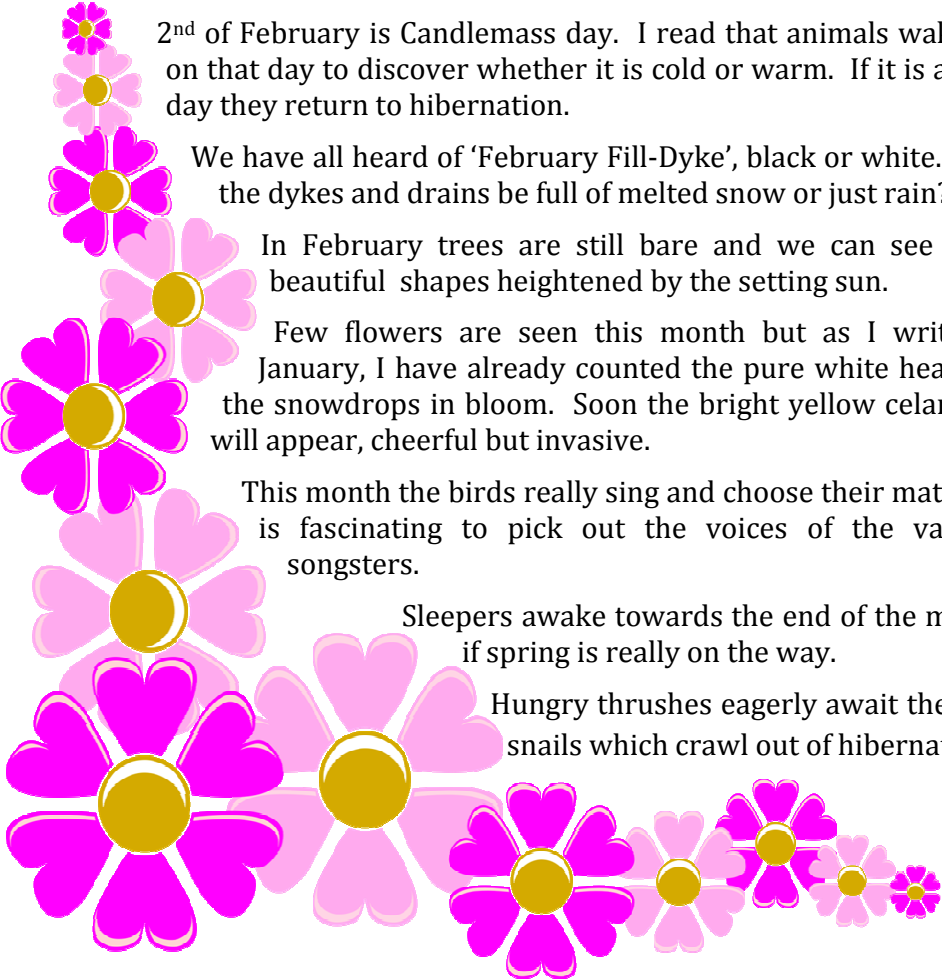 2nd of February is Candlemass day. I read that animals
on that day to discover whether it is cold or warm. If it is a
day they return to hibernation.
We have all heard of ‘February Fill-Dyke’, black or white.
the dykes and drains be full of melted snow or just rain?
In February trees are still bare and we can see
beautiful shapes heightened by the setting sun.
Few flowers are seen this month but as I
January, I have already counted the pure white
the snowdrops in bloom. Soon the bright yellow
will appear, cheerful but invasive.
This month the birds really sing and choose their
is fascinating to pick out the voices of the
songsters.
Sleepers awake towards the end of the
if spring is really on the way.
Hungry thrushes eagerly await the
snails which crawl out of